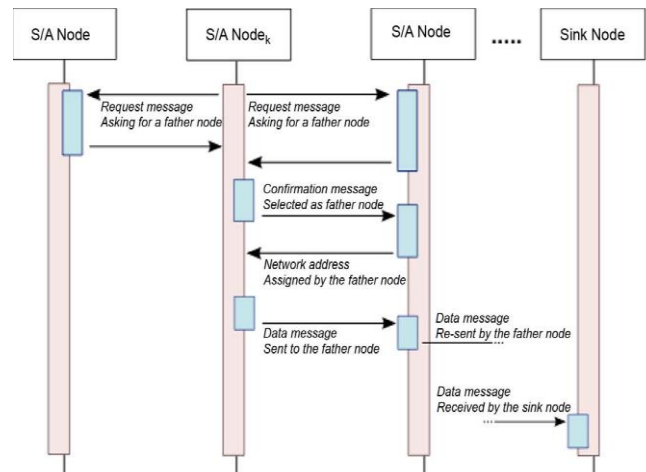 S/A Node
S/A Nodek
S/A Node
.....
Sink Node
Request message
Asking for a father node
Request message
Asking for a father node
Confirmation message
Selected as father node
Network address
Assigned by the father node
Data message
Sent to the father node
Data message
Re-sent by the father node
Data message
Received by the sink node